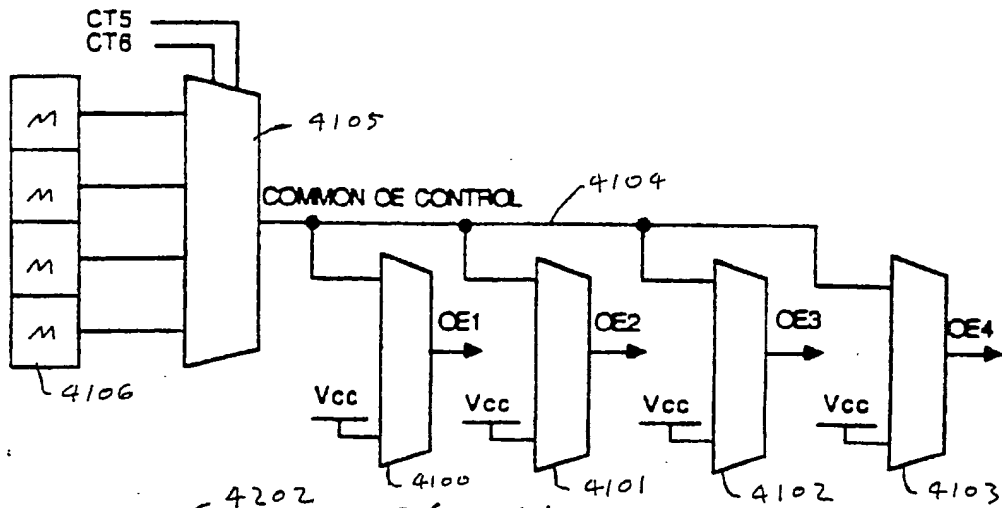 CT5
CT6
M
M
M
M
4105
4106
COMMON OE CONTROL
4104
OE1
OE2
OE3
OE4
Vcc
Vcc
Vcc
Vcc
4100
4101
4102
4103
4202